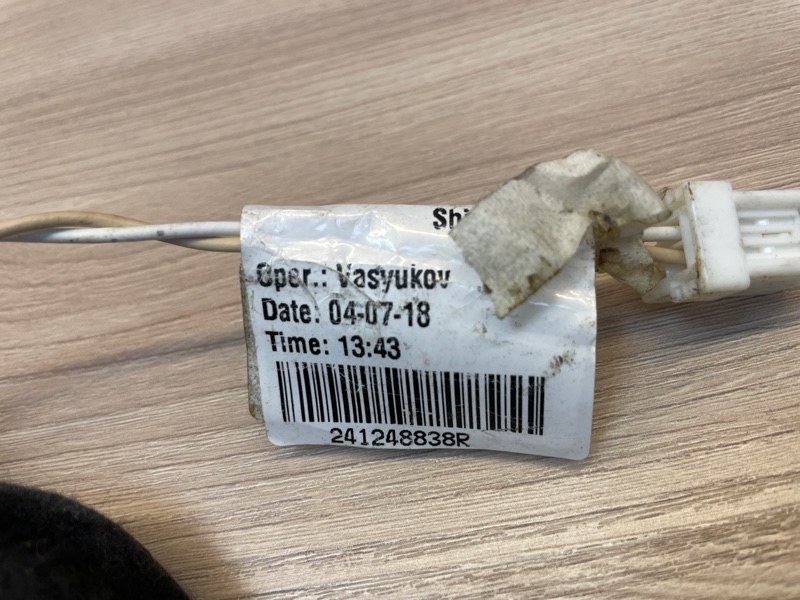 Oper.: Vasyukov
Date: 04-07-18
Time: 13:43
241248838R